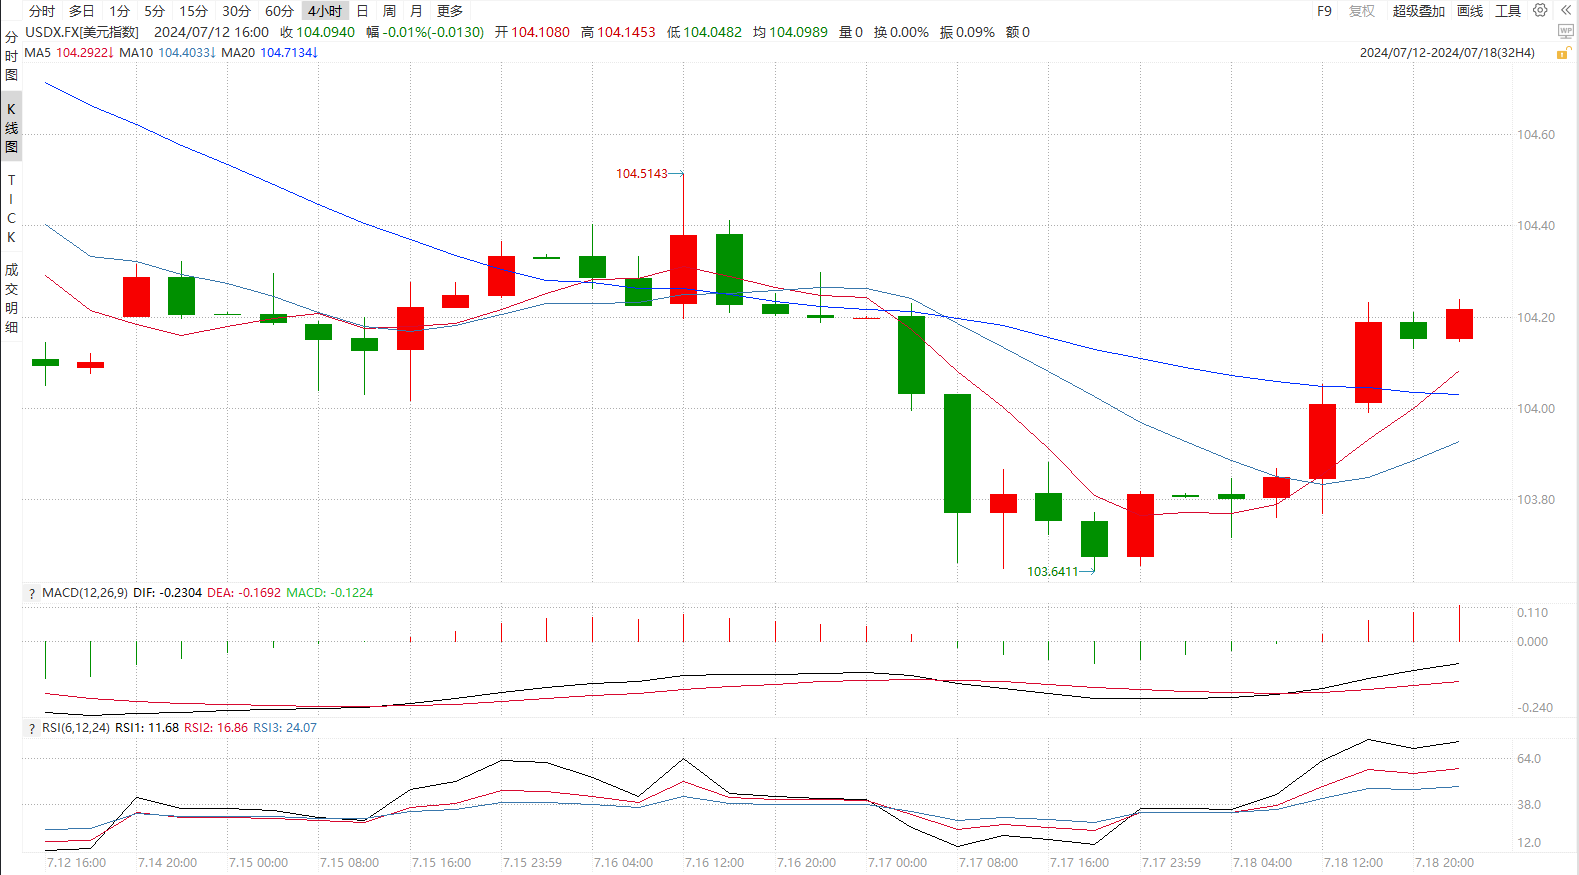 分时 多日 1分 5分 15分 30分 60分 4小时 日 周 月 更多 F9 复权 超级叠加 画线 工具
USDX.FX[美元指数] 2024/07/12 16:00 收 104.0940 幅 -0.01%(-0.0130) 开 104.1080 高 104.1453 低 104.0482 均 104.0989 量 0 换 0.00% 振 0.09% 额 0
WP
MA5 104.2922↓ MA10 104.4033↓ MA20 104.7134↓ 2024/07/12-2024/07/18(32H4)
分时图
K线图
TICK
成交明细
104.60
104.5143
104.40
104.20
104.00
103.80
103.6411
? MACD(12,26,9) DIF: -0.2304 DEA: -0.1692 MACD: -0.1224
0.110
0.000
-0.240
? RSI(6,12,24) RSI1: 11.68 RSI2: 16.86 RSI3: 24.07
64.0
38.0
12.0
7.12 16:00 7.14 20:00 7.15 00:00 7.15 08:00 7.15 16:00 7.15 23:59 7.16 04:00 7.16 12:00 7.16 20:00 7.17 00:00 7.17 08:00 7.17 16:00 7.17 23:59 7.18 04:00 7.18 12:00 7.18 20:00